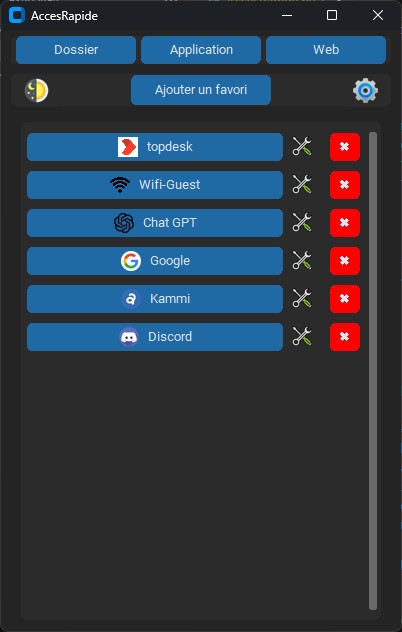 AccesRapide
Dossier Application Web
Ajouter un favori
topdesk
Wifi-Guest
Chat GPT
Google
Kammi
Discord